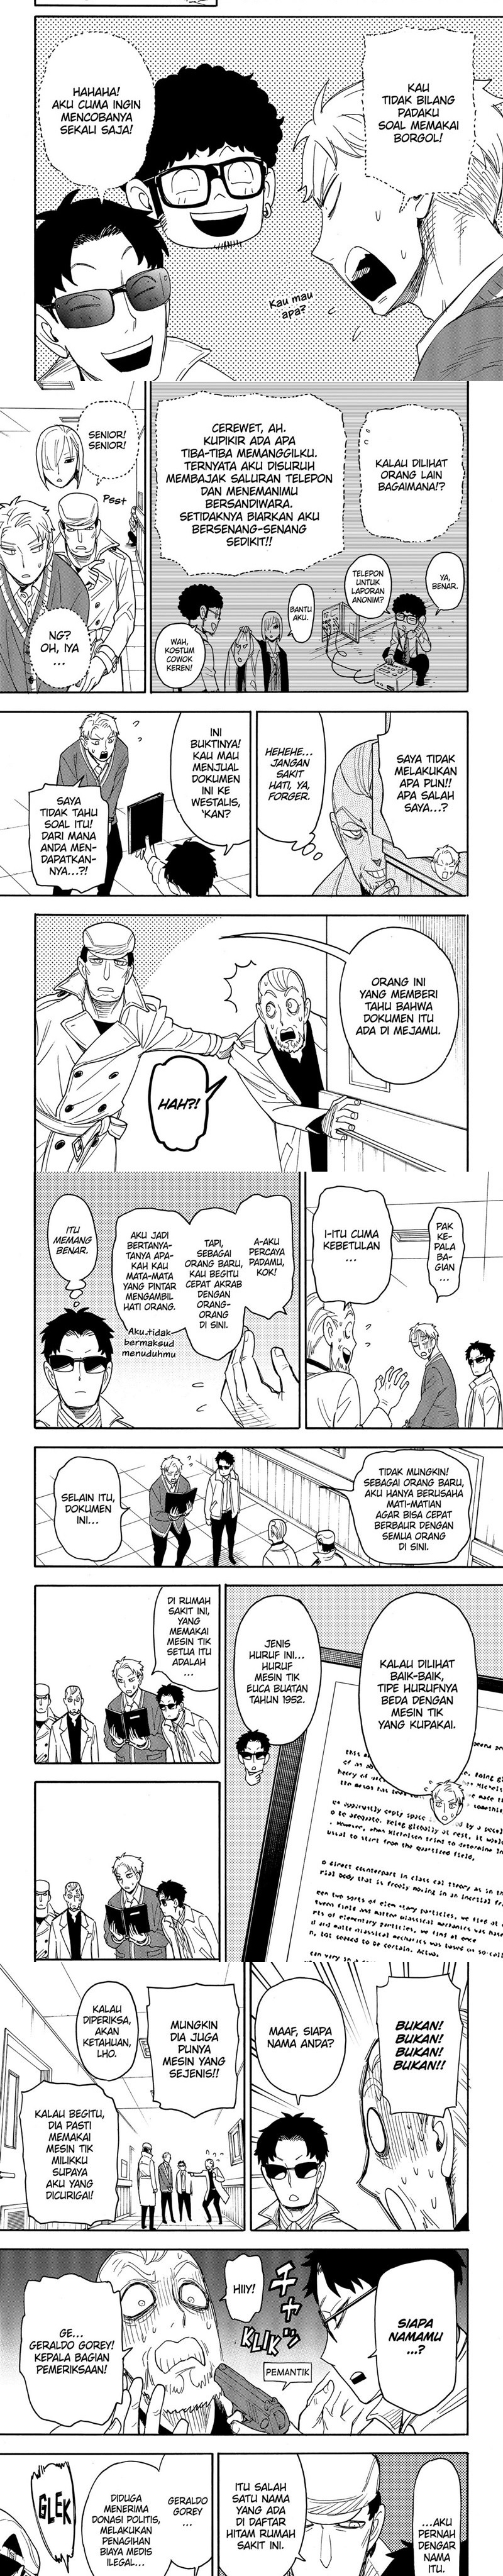 KAU
TIDAK BILANG
PADAKU
SOAL MEMAKAI
BORGOL!
HAHAHA!
AKU CUMA INGIN
MENCOBANYA
SEKALI SAJA!
Kau mau
apa?
KALAU DILIHAT
ORANG LAIN
BAGAIMANA!?
CEREWET, AH.
KUPIKIR ADA APA
TIBA-TIBA MEMANGGILKU.
TERNYATA AKU DISURUH
MEMBAJAK SALURAN TELEPON
DAN MENEMANIMU
BERSANDIWARA.
SETIDAKNYA BIARKAN AKU
BERSENANG-SENANG
SEDIKIT!!
YA,
BENAR.
TELEPON
UNTUK
LAPORAN
ANONIM?
BANTU
AKU.
WAH,
KOSTUM
COWOK
KEREN!
SENIOR!
SENIOR!
Psst
NG?
OH, IYA
...
SAYA TIDAK
MELAKUKAN
APA PUN!!
APA SALAH
SAYA...?
HEHEHE...
JANGAN
SAKIT
HATI, YA,
FORGER.
INI
BUKTINYA!
KAU MAU
MENJUAL
DOKUMEN
INI KE
WESTALIS,
'KAN?
SAYA
TIDAK TAHU
SOAL ITU!
DARI MANA
ANDA MEN-
DAPATKAN-
NYA...?!
ORANG INI
YANG MEMBERI
TAHU BAHWA
DOKUMEN ITU
ADA DI MEJAMU.
HAH?!
PAK
KE-
PALA
BA-
GIAN
...
I-ITU CUMA
KEBETULAN
...
A-AKU
PERCAYA
PADAMU,
KOK!
TAPI,
SEBAGAI
ORANG BARU,
KAU BEGITU
CEPAT AKRAB
DENGAN
ORANG-
ORANG
DI SINI.
AKU JADI
BERTANYA-
TANYA APA-
KAH KAU
MATA-MATA
YANG PINTAR
MENGAMBIL
HATI ORANG.
Aku tidak
bermaksud
menuduhmu
ITU
MEMANG
BENAR.
TIDAK MUNGKIN!
SEBAGAI ORANG BARU,
AKU HANYA BERUSAHA
MATI-MATIAN
AGAR BISA CEPAT
BERBAUR DENGAN
SEMUA ORANG
DI SINI.
SELAIN ITU,
DOKUMEN
INI...
KALAU DILIHAT
BAIK-BAIK,
TIPE HURUFNYA
BEDA DENGAN
MESIN TIK
YANG KUPAKAI.
JENIS
HURUF INI...
HURUF
MESIN TIK
EUCA BUATAN
TAHUN 1952.
DI RUMAH
SAKIT INI,
YANG
MEMAKAI
MESIN TIK
SETUA ITU
ADALAH
...
BUKAN!
BUKAN!
BUKAN!
BUKAN!!
MAAF, SIAPA
NAMA ANDA?
MUNGKIN
DIA JUGA
PUNYA
MESIN YANG
SEJENIS!!
KALAU
DIPERIKSA,
AKAN
KETAHUAN,
LHO.
KALAU BEGITU,
DIA PASTI
MEMAKAI
MESIN TIK
MILIKKU
SUPAYA
AKU YANG
DICURIGAI!
SIAPA
NAMAMU
...?
チャッ
KLIK
HIIY!
PEMANTIK
GE...
GERALDO GOREY!
KEPALA BAGIAN
PEMERIKSAAN!
...AKU
PERNAH
DENGAR
NAMA
ITU.
ITU SALAH
SATU NAMA
YANG ADA
DI DAFTAR
HITAM RUMAH
SAKIT INI.
GERALDO
GOREY
...
DIDUGA
MENERIMA
DONASI POLITIS,
MELAKUKAN
PENAGIHAN
BIAYA MEDIS
ILEGAL...
GLEK